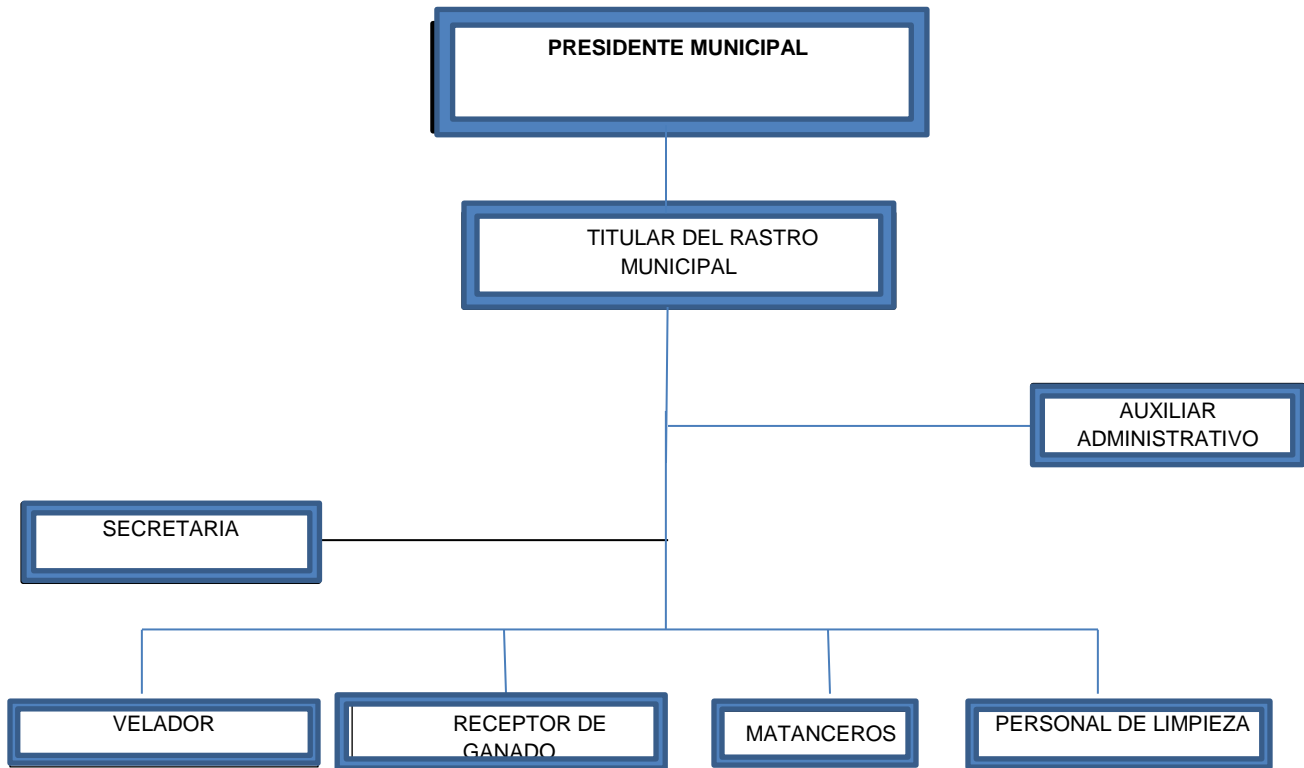 PRESIDENTE MUNICIPAL
TITULAR DEL RASTRO
MUNICIPAL
AUXILIAR
ADMINISTRATIVO
SECRETARIA
VELADOR
RECEPTOR DE
GANADO
MATANCEROS
PERSONAL DE LIMPIEZA